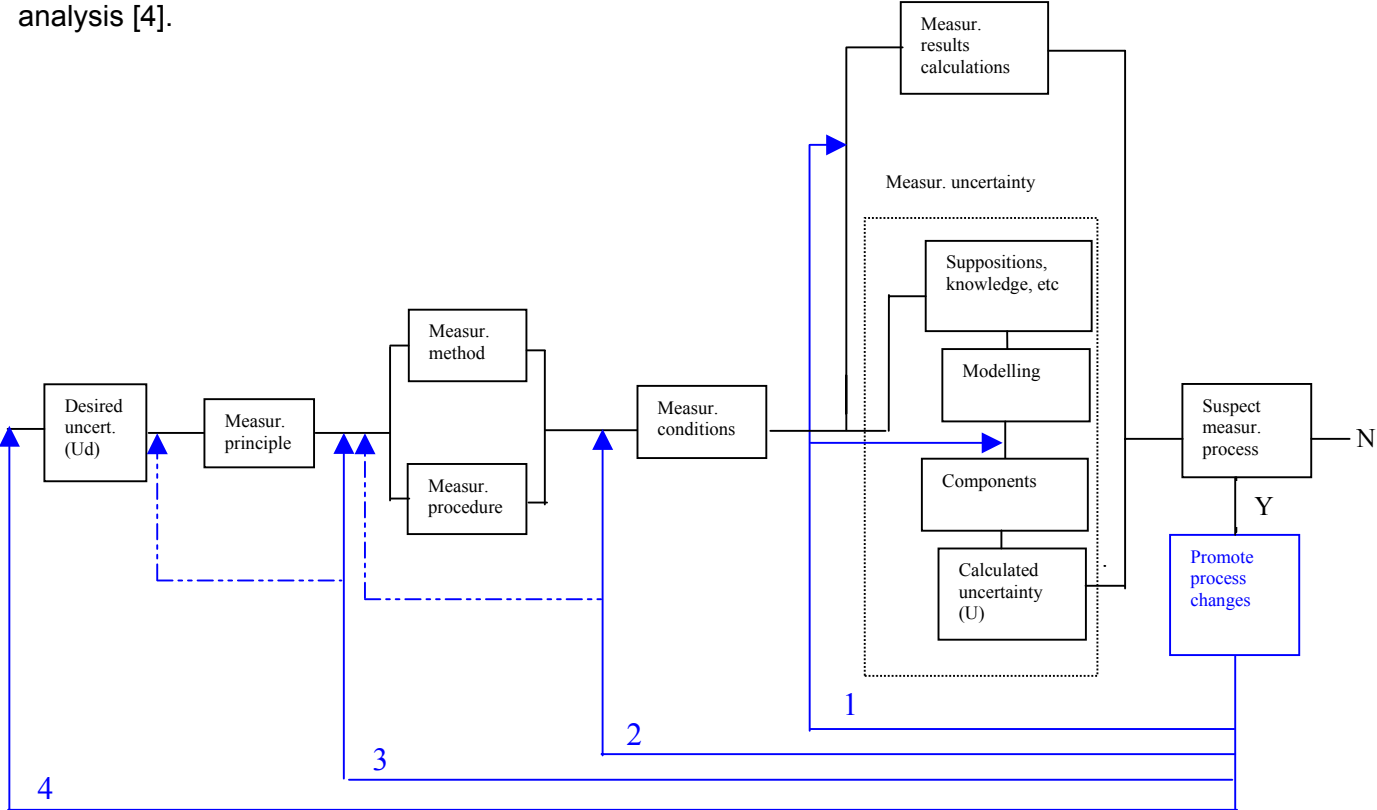 analysis [4].
Measur.
results
calculations
Measur. uncertainty
Suppositions,
knowledge, etc
Modelling
Components
Calculated
uncertainty
(U)
Measur.
method
Measur.
procedure
Desired
uncert.
(Ud)
Measur.
principle
Measur.
conditions
Suspect
measur.
process
N
Y
Promote
process
changes
1
2
3
4